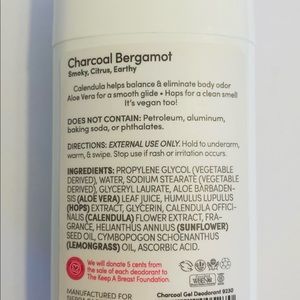 Charcoal Bergamot
Smoky, Citrus, Earthy
Calendula helps balance & eliminate body odor
Aloe Vera for a smooth glide • Hops for a clean smell
It's vegan too!
DOES NOT CONTAIN: Petroleum, aluminum,
baking soda, or phthalates.
DIRECTIONS: EXTERNAL USE ONLY. Hold to underarm,
warm, & swipe. Stop use if rash or irritation occurs.
INGREDIENTS: PROPYLENE GLYCOL (VEGETABLE
DERIVED), WATER, SODIUM STEARATE (VEGETABLE
DERIVED), GLYCERYL LAURATE, ALOE BARBADEN-
SIS (ALOE VERA) LEAF JUICE, HUMULUS LUPULUS
(HOPS) EXTRACT, GLYCERIN, CALENDULA OFFICI-
NALIS (CALENDULA) FLOWER EXTRACT, FRA-
GRANCE, HELIANTHUS ANNUUS (SUNFLOWER)
SEED OIL, CYMBOPOGON SCHOENANTHUS
(LEMONGRASS) OIL, ASCORBIC ACID.
We will donate 5 cents from
the sale of each deodorant to
The Keep A Breast Foundation.
MANUFACTURED FOR
Charcoal Gel Deodorant 9230